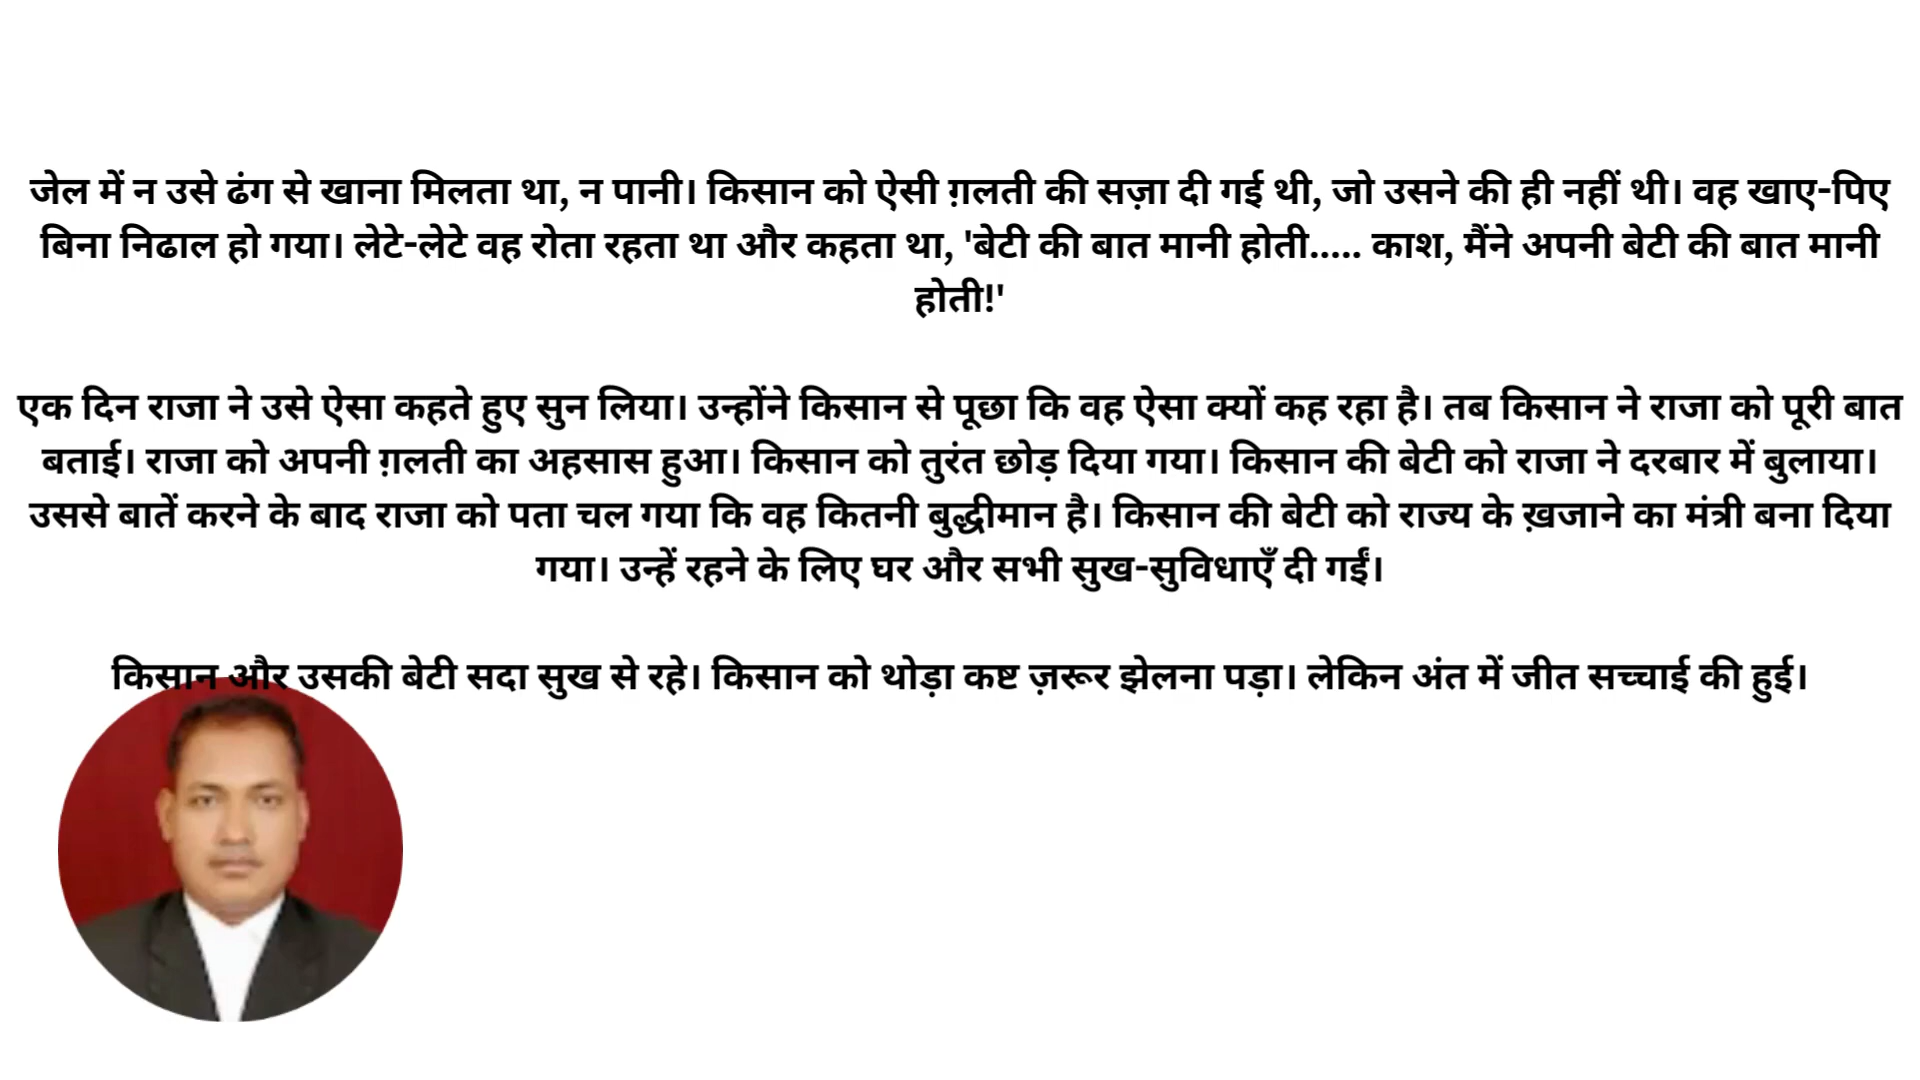 जेल में न उसे ढंग से खाना मिलता था, न पानी। किसान को ऐसी ग़लती की सज़ा दी गई थी, जो उसने की ही नहीं थी। वह खाए-पिए
बिना निढाल हो गया। लेटे-लेटे वह रोता रहता था और कहता था, 'बेटी की बात मानी होती..... काश, मैंने अपनी बेटी की बात मानी
होती!'
एक दिन राजा ने उसे ऐसा कहते हुए सुन लिया। उन्होंने किसान से पूछा कि वह ऐसा क्यों कह रहा है। तब किसान ने राजा को पूरी बात
बताई। राजा को अपनी ग़लती का अहसास हुआ। किसान को तुरंत छोड़ दिया गया। किसान की बेटी को राजा ने दरबार में बुलाया।
उससे बातें करने के बाद राजा को पता चल गया कि वह कितनी बुद्धीमान है। किसान की बेटी को राज्य के ख़जाने का मंत्री बना दिया
गया। उन्हें रहने के लिए घर और सभी सुख-सुविधाएँ दी गईं।
किसान और उसकी बेटी सदा सुख से रहे। किसान को थोड़ा कष्ट ज़रूर झेलना पड़ा। लेकिन अंत में जीत सच्चाई की हुई।